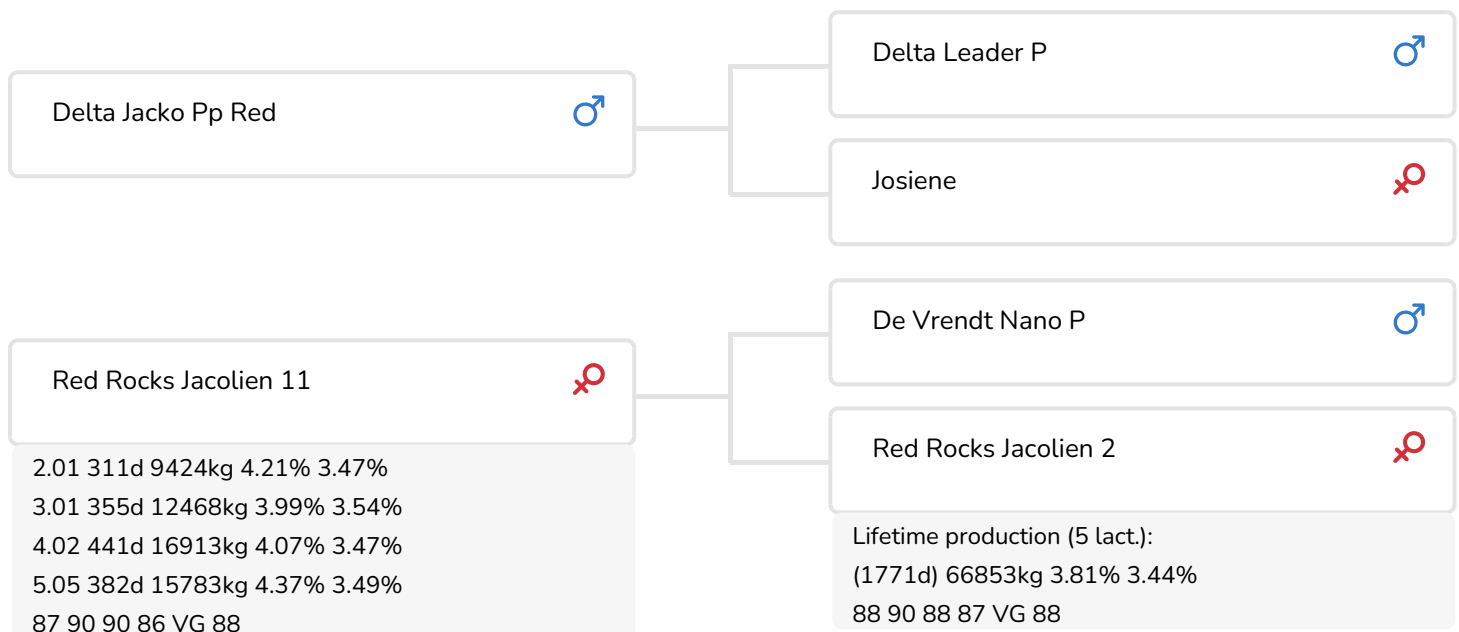 Delta Jacko Pp Red
Delta Leader P
Josiene
Red Rocks Jacolien 11
2.01 311d 9424kg 4.21% 3.47%
3.01 355d 12468kg 3.99% 3.54%
4.02 441d 16913kg 4.07% 3.47%
5.05 382d 15783kg 4.37% 3.49%
87 90 90 86 VG 88
De Vrendt Nano P
Red Rocks Jacolien 2
Lifetime production (5 lact.):
(1771d) 66853kg 3.81% 3.44%
88 90 88 87 VG 88